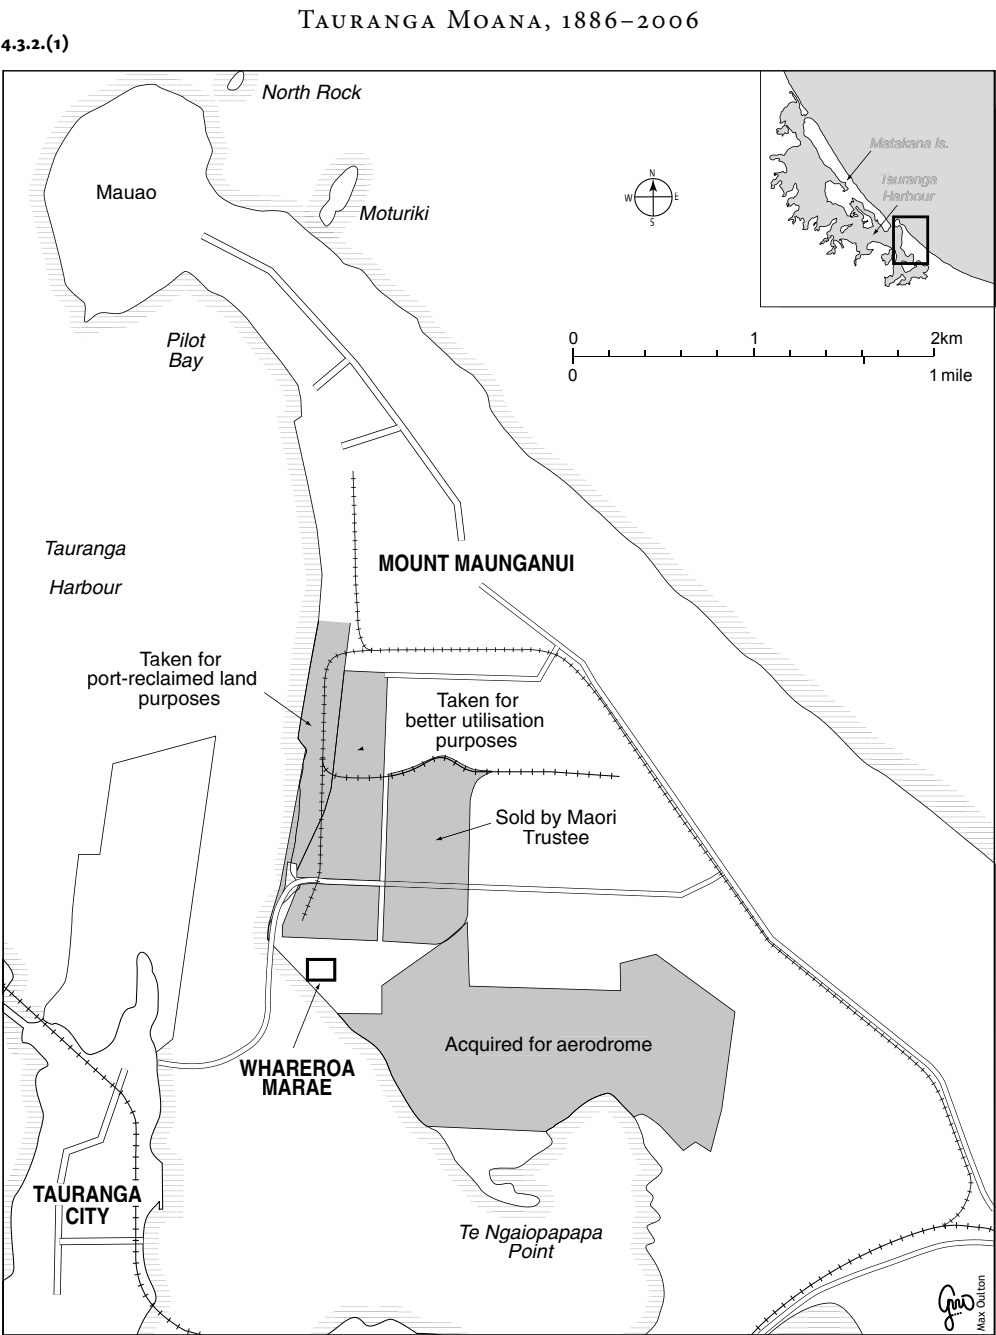 TAURANGA MOANA, 1886–2006
4.3.2.(1)
North Rock
Mauao
Moturiki
N
W
E
S
Matakana Is.
Tauranga
Harbour
Pilot
Bay
0
1
2km
0
1 mile
Tauranga
Harbour
MOUNT MAUNGANUI
Taken for
port-reclaimed land
purposes
Taken for
better utilisation
purposes
Sold by Maori
Trustee
Acquired for aerodrome
WHAREROA
MARAE
TAURANGA
CITY
Te Ngaiopapapa
Point
Max Oulton